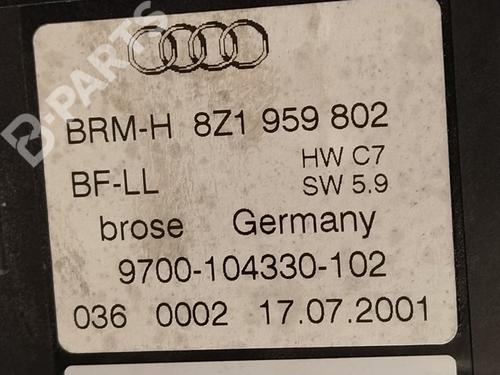 B-PARTS
BRM-H 8Z1 959 802
BF-LL HW C7
SW 5.9
brose Germany
9700-104330-102
036 0002 17.07.2001